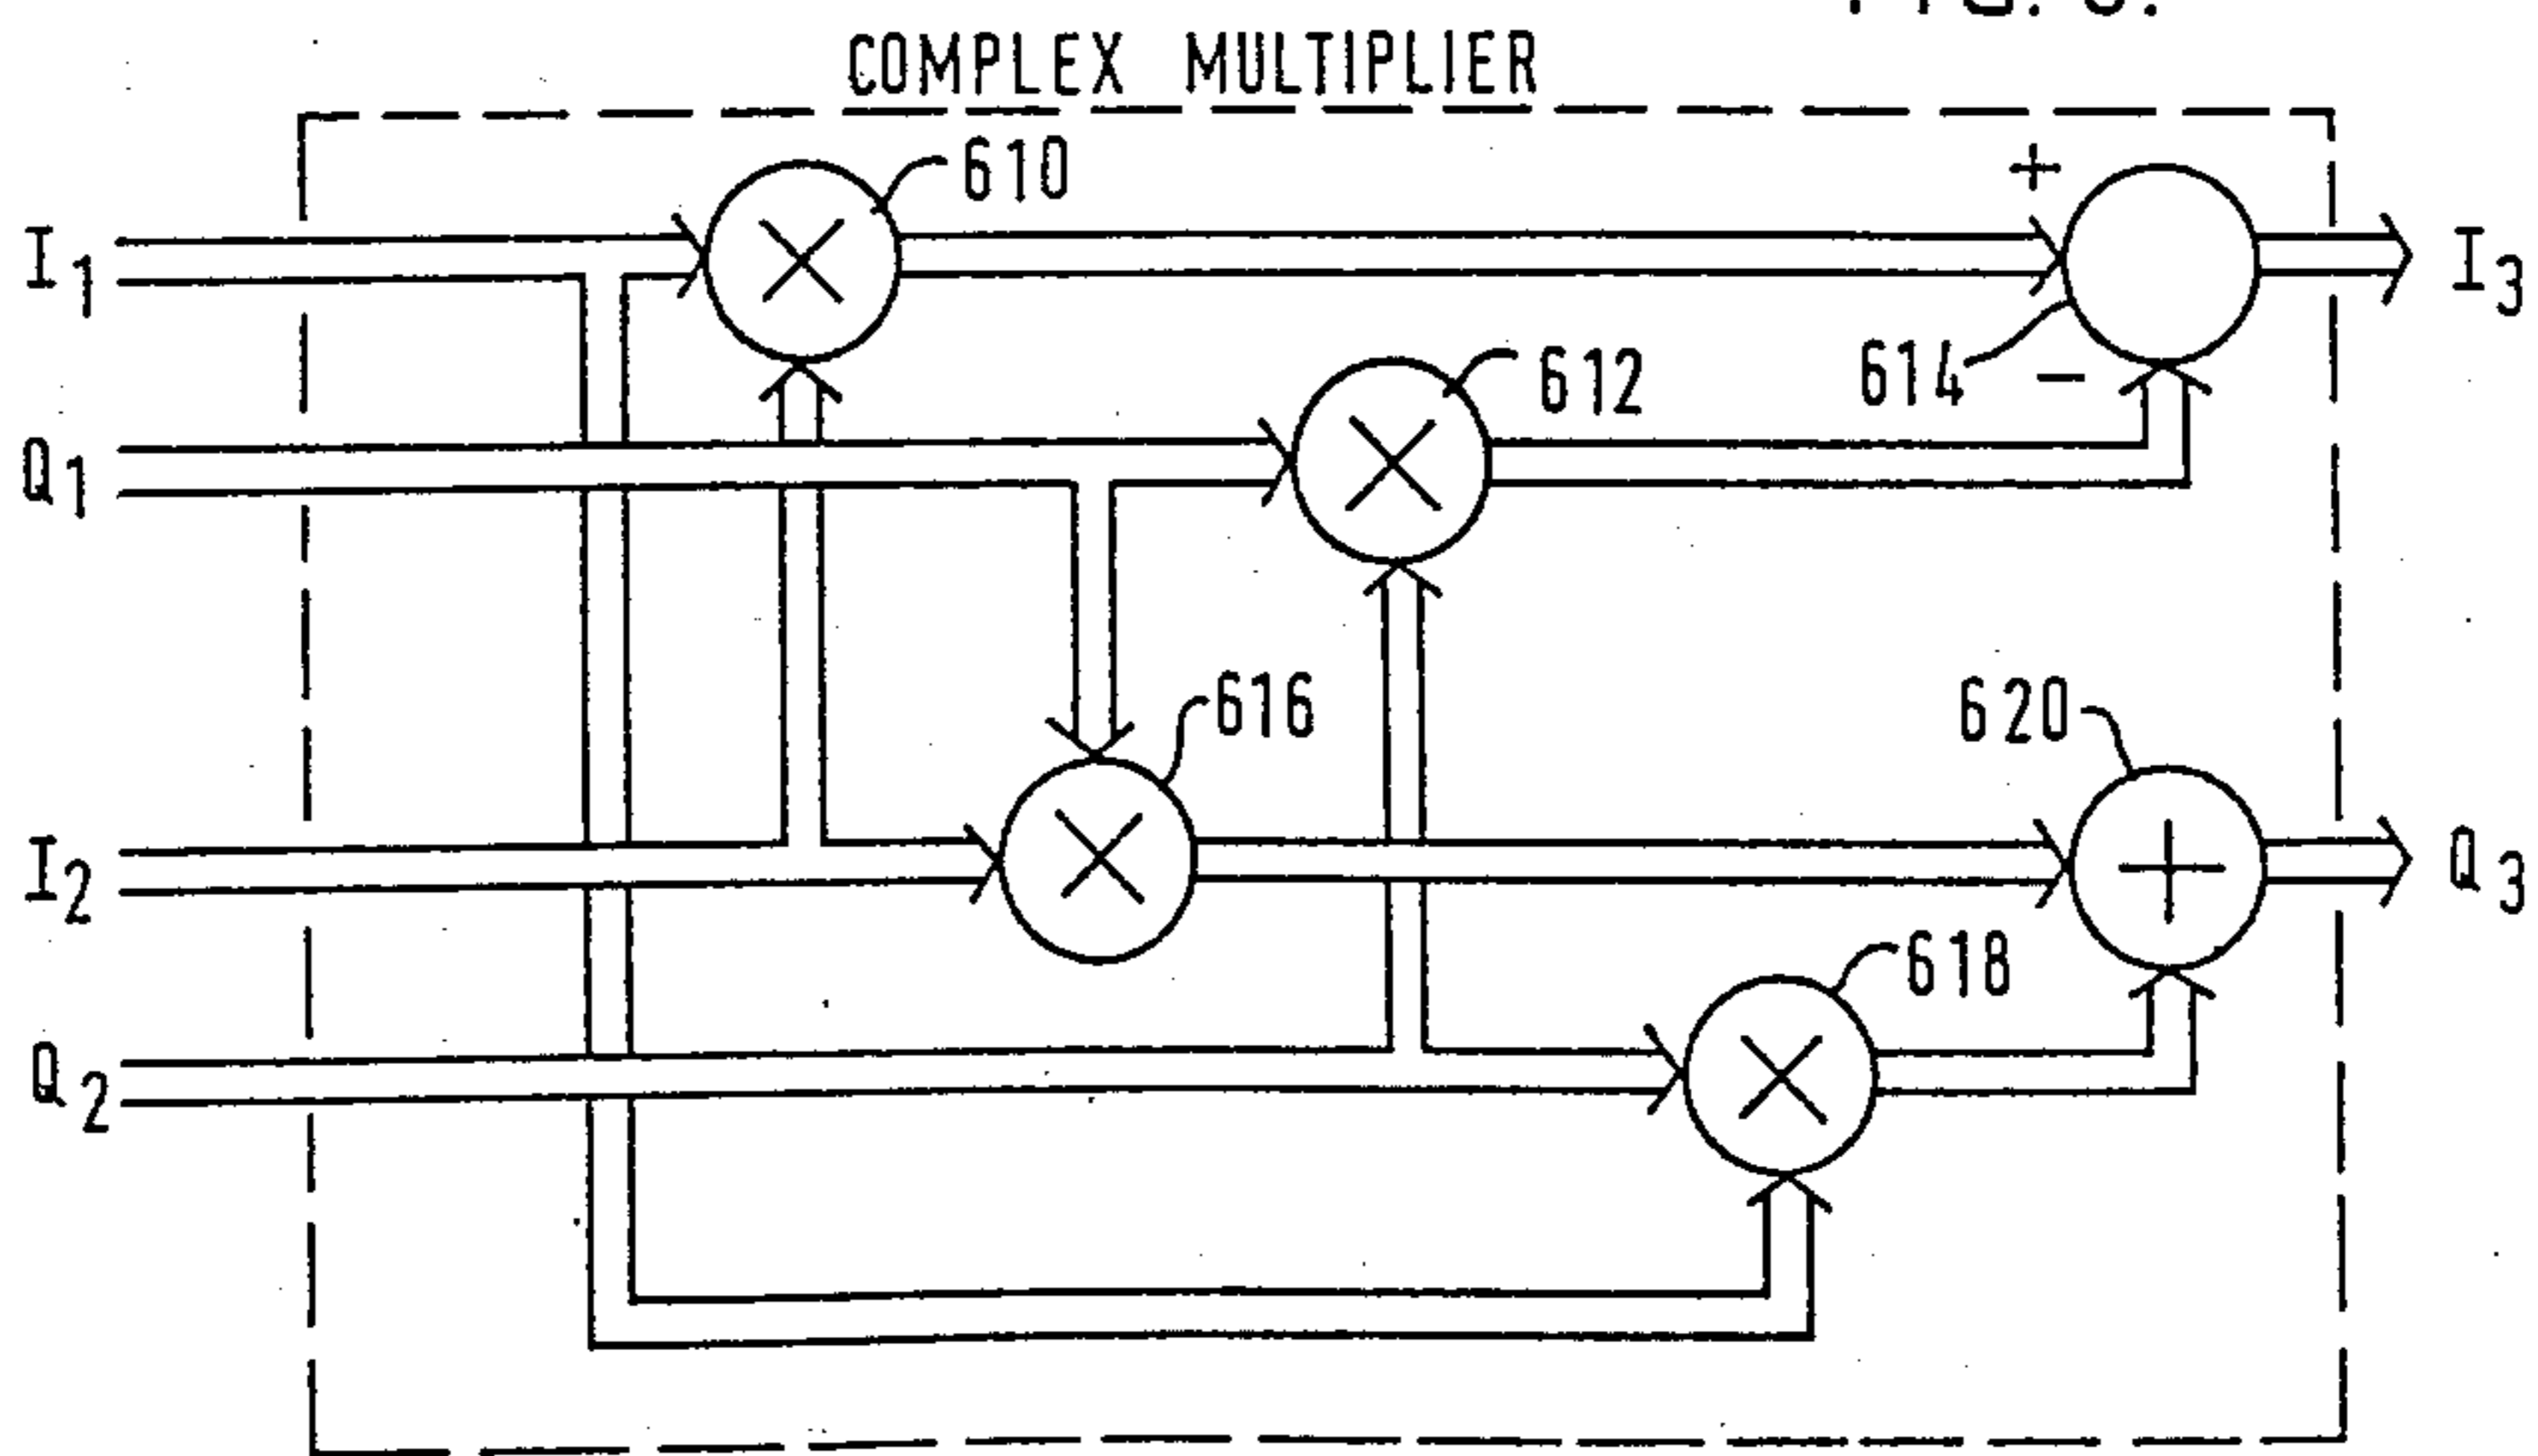 COMPLEX MULTIPLIER
610
+
I1
I3
614
−
612
Q1
616
620
I2
Q3
618
Q2